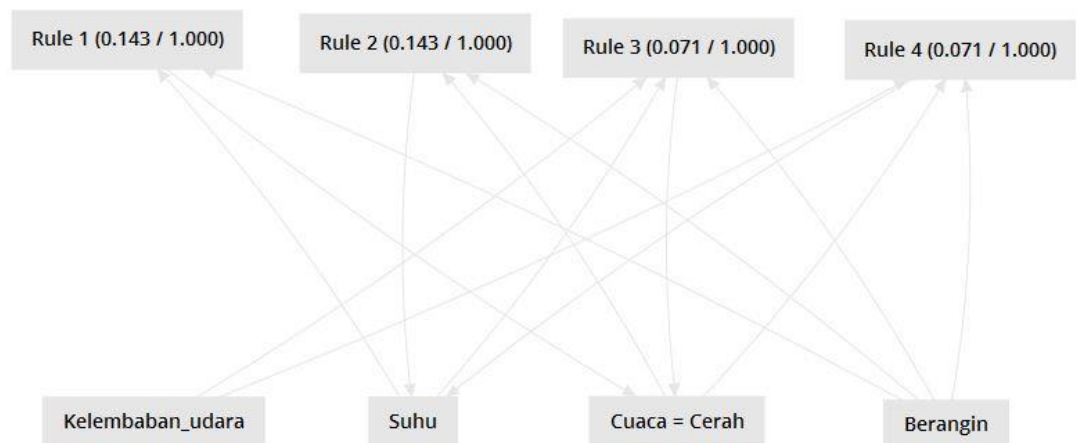 Rule 1 (0.143 / 1.000)
Rule 2 (0.143 / 1.000)
Rule 3 (0.071 / 1.000)
Rule 4 (0.071 / 1.000)
Kelembaban_udara
Suhu
Cuaca = Cerah
Berangin